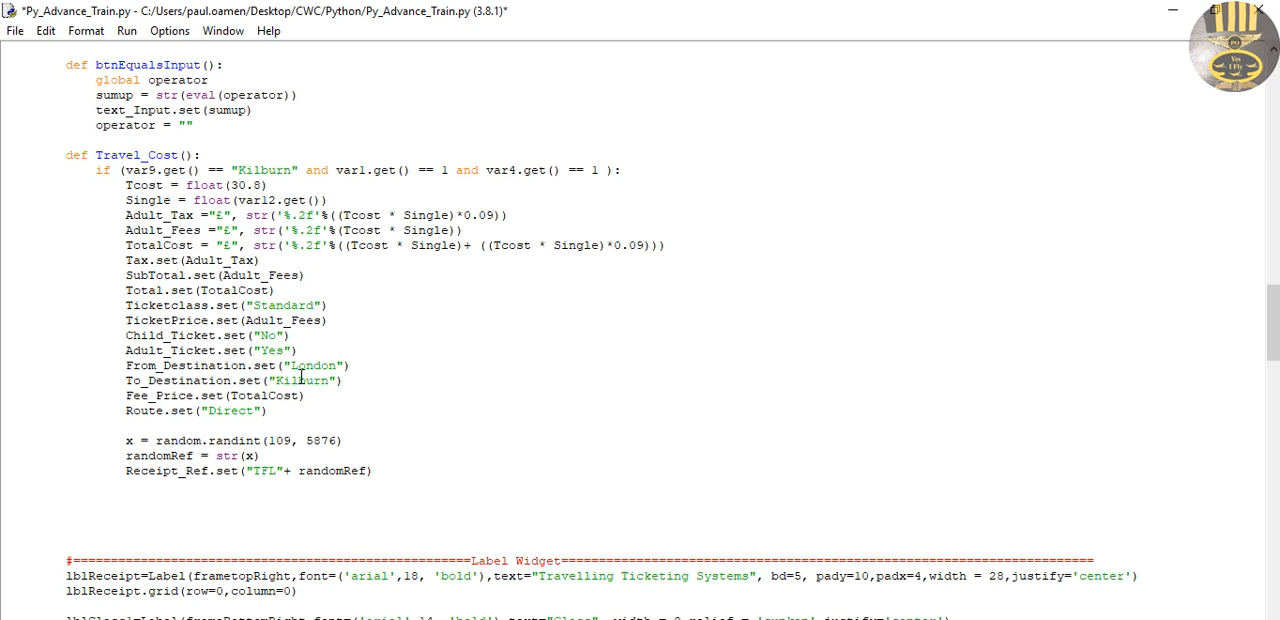 *Py_Advance_Train.py - C:/Users/paul.oamen/Desktop/CWC/Python/Py_Advance_Train.py (3.8.1)*
File Edit Format Run Options Window Help
PO
Yes
I Fly
def btnEqualsInput():
global operator
sumup = str(eval(operator))
text_Input.set(sumup)
operator = ""
def Travel_Cost():
if (var9.get() == "Kilburn" and var1.get() == 1 and var4.get() == 1 ):
Tcost = float(30.8)
Single = float(var12.get())
Adult_Tax ="£", str('%.2f'%((Tcost * Single)*0.09))
Adult_Fees ="£", str('%.2f'%(Tcost * Single))
TotalCost = "£", str('%.2f'%((Tcost * Single)+ ((Tcost * Single)*0.09)))
Tax.set(Adult_Tax)
SubTotal.set(Adult_Fees)
Total.set(TotalCost)
Ticketclass.set("Standard")
TicketPrice.set(Adult_Fees)
Child_Ticket.set("No")
Adult_Ticket.set("Yes")
From_Destination.set("London")
To_Destination.set("Kilburn")
Fee_Price.set(TotalCost)
Route.set("Direct")
x = random.randint(109, 5876)
randomRef = str(x)
Receipt_Ref.set("TFL"+ randomRef)
#=====================================================Label Widget=======================================================================
lblReceipt=Label(frametopRight,font=('arial',18, 'bold'),text="Travelling Ticketing Systems", bd=5, pady=10,padx=4,width = 28,justify='center')
lblReceipt.grid(row=0,column=0)